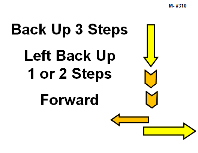 Back Up 3 Steps
Left Back Up
1 or 2 Steps
Forward